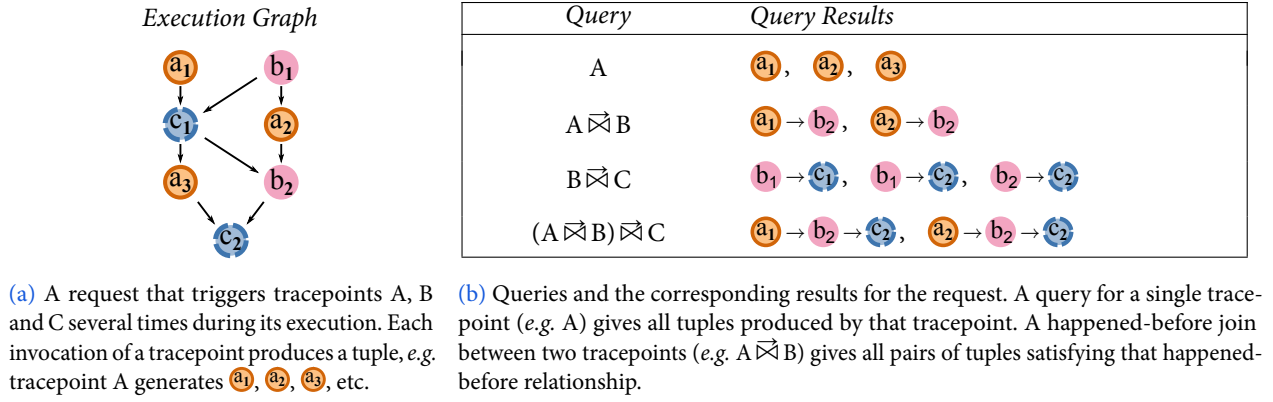 Execution Graph
a₁ b₁
c₁ a₂
a₃ b₂
c₂
Query Query Results
A a₁ , a₂ , a₃
A ⋈⃗ B a₁ → b₂ , a₂ → b₂
B ⋈⃗ C b₁ → c₁ , b₁ → c₂ , b₂ → c₂
(A ⋈⃗ B) ⋈⃗ C a₁ → b₂ → c₂ , a₂ → b₂ → c₂
(a) A request that triggers tracepoints A, B
and C several times during its execution. Each
invocation of a tracepoint produces a tuple, e.g.
tracepoint A generates a₁, a₂, a₃, etc.
(b) Queries and the corresponding results for the request. A query for a single trace-
point (e.g. A) gives all tuples produced by that tracepoint. A happened-before join
between two tracepoints (e.g. A ⋈⃗ B) gives all pairs of tuples satisfying that happened-
before relationship.